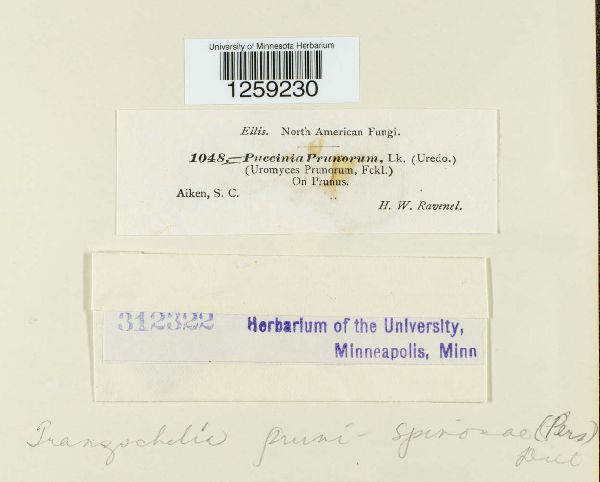 University of Minnesota Herbarium
1259230
Ellis. North American Fungi.
1048,—Puccinia Prunorum, Lk. (Uredo.)
(Uromyces Prunorum, Fckl.)
On Prunus.
Aiken, S. C.
H. W. Ravenel.
312322 Herbarium of the University,
Minneapolis, Minn
Tranzschelia pruni-spinosae (Pers)